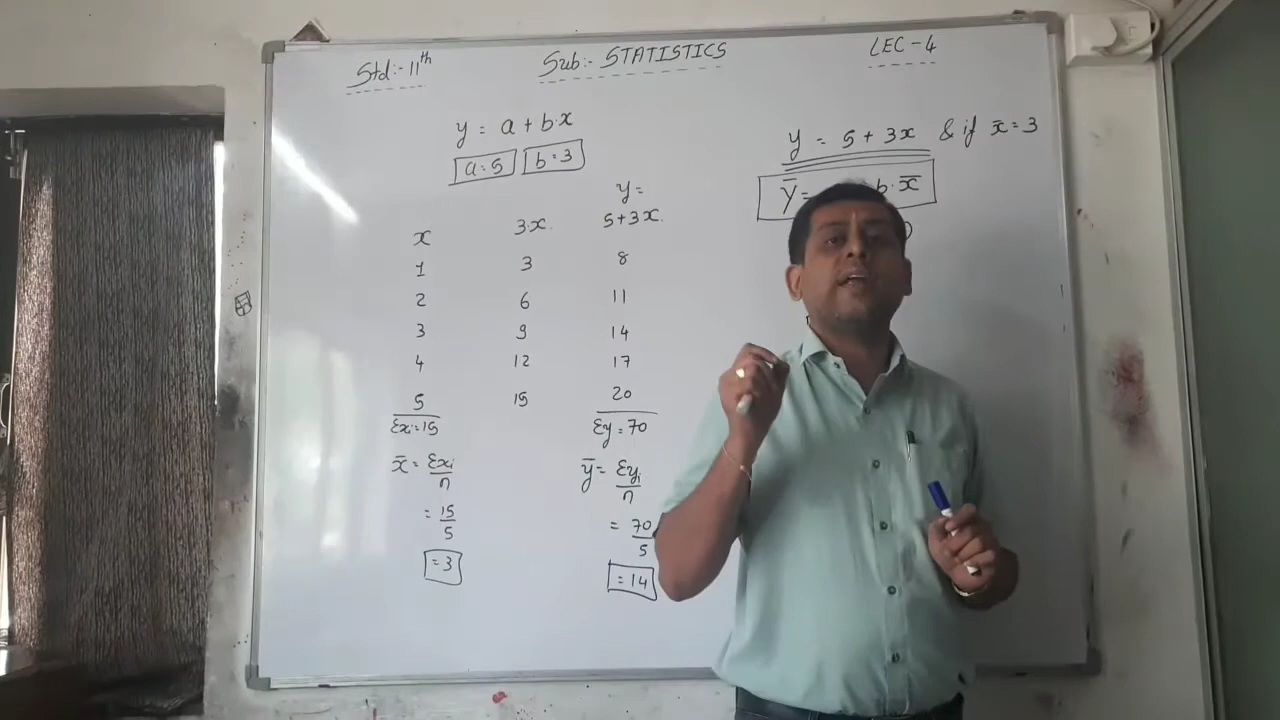 Std:- 11th
Sub:- STATISTICS
LEC-4
y = a + b·x
a=5 b=3
x 3·x. y= 5+3x.
1 3 8
2 6 11
3 9 14
4 12 17
5 15 20
Σxi=15 Σy=70
x̄ = Σxi/n ȳ = Σyi/n
= 15/5 = 70/5
=3 =14
y = 5 + 3x & if x̄=3
ȳ= b·x̄